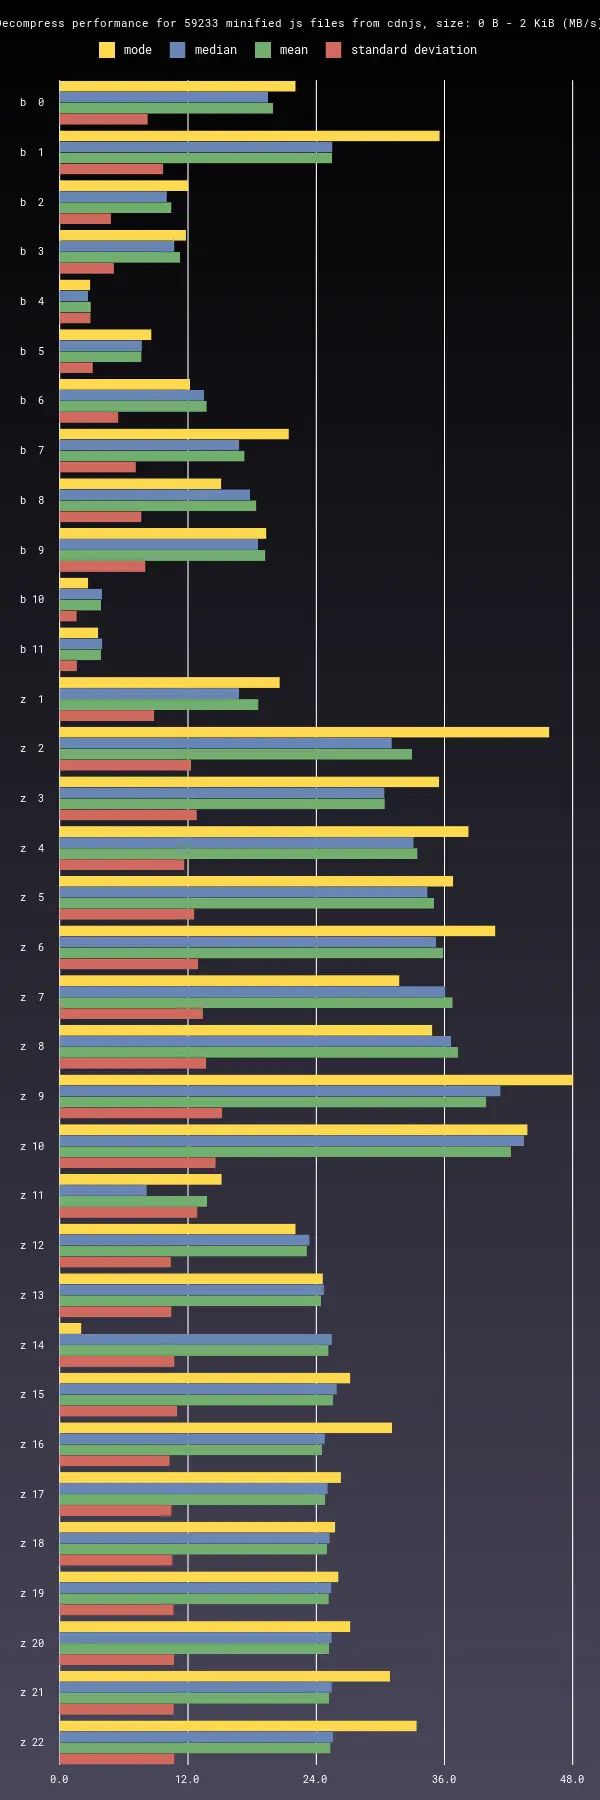 Decompress performance for 59233 minified js files from cdnjs, size: 0 B - 2 KiB (MB/s)
mode median mean standard deviation
b 0
b 1
b 2
b 3
b 4
b 5
b 6
b 7
b 8
b 9
b 10
b 11
z 1
z 2
z 3
z 4
z 5
z 6
z 7
z 8
z 9
z 10
z 11
z 12
z 13
z 14
z 15
z 16
z 17
z 18
z 19
z 20
z 21
z 22
0.0 12.0 24.0 36.0 48.0